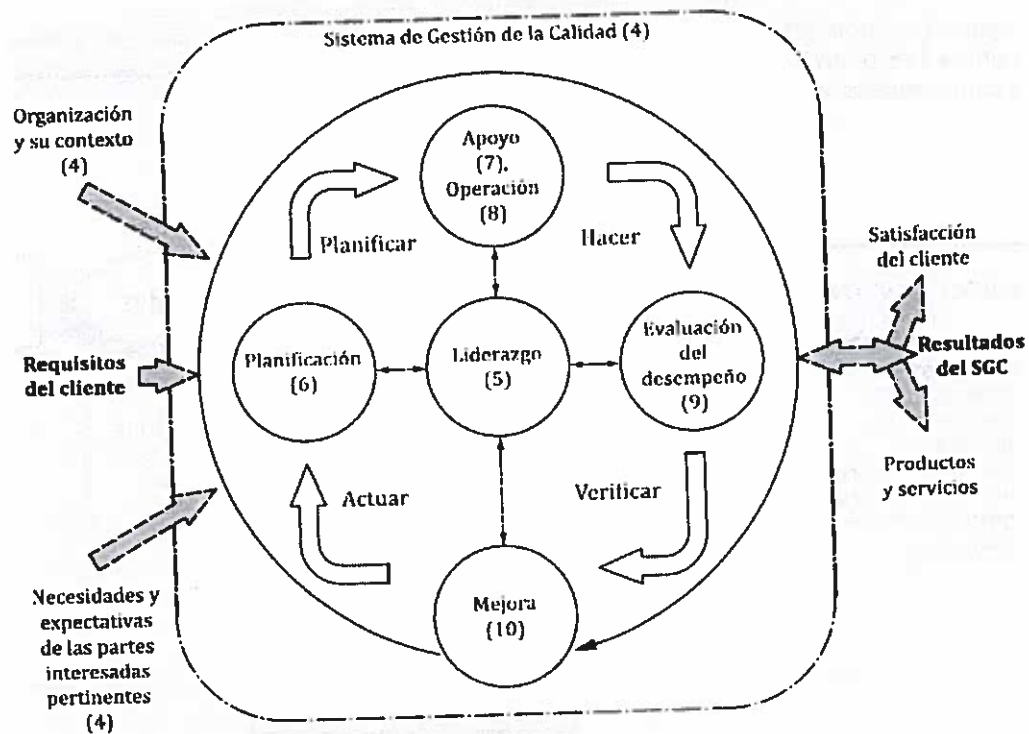 Sistema de Gestión de la Calidad (4)
Organización
y su contexto
(4)
Apoyo
(7),
Operación
(8)
Planificar
Hacer
Satisfacción
del cliente
Requisitos
del cliente
Planificación
(6)
Liderazgo
(5)
Evaluación
del
desempeño
(9)
Resultados
del SGC
Actuar
Verificar
Productos
y servicios
Mejora
(10)
Necesidades y
expectativas
de las partes
interesadas
pertinentes
(4)